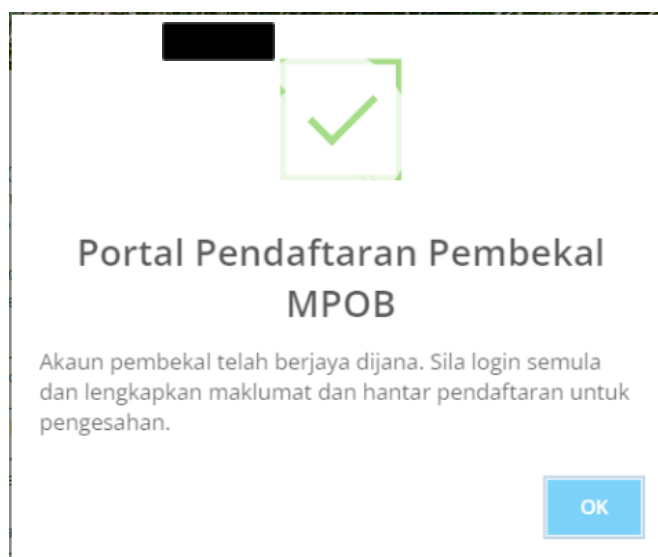 Portal Pendaftaran Pembekal
MPOB
Akaun pembekal telah berjaya dijana. Sila login semula
dan lengkapkan maklumat dan hantar pendaftaran untuk
pengesahan.
OK